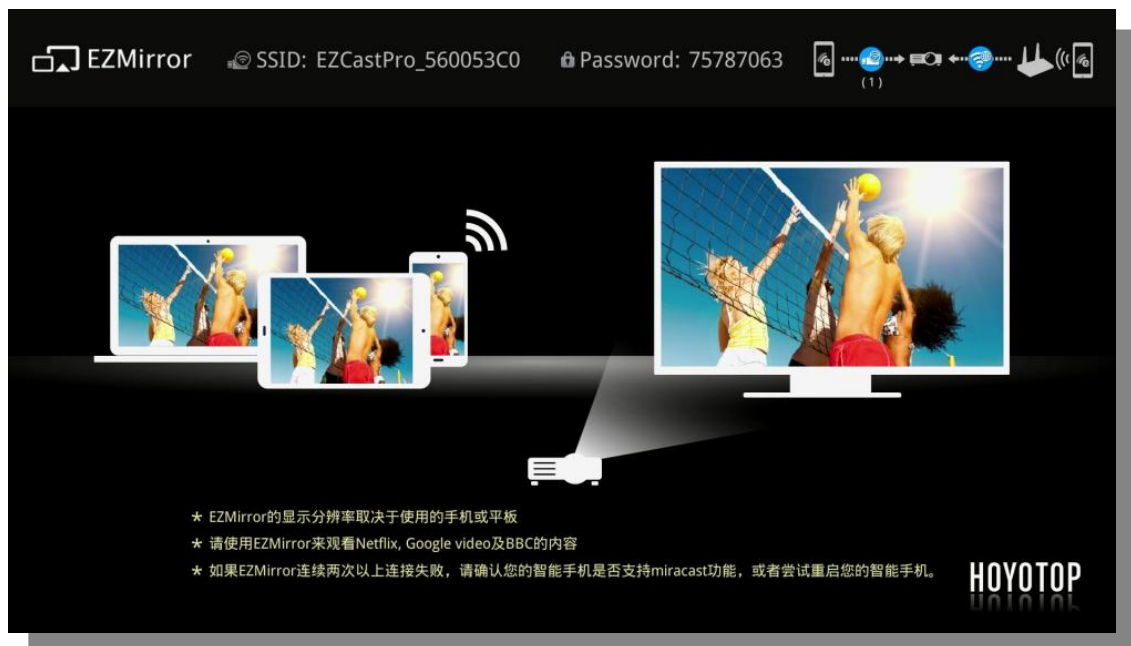 EZMirror
SSID: EZCastPro_560053C0
Password: 75787063
(1)
* EZMirror的显示分辨率取决于使用的手机或平板
* 请使用EZMirror来观看Netflix, Google video及BBC的内容
* 如果EZMirror连续两次以上连接失败，请确认您的智能手机是否支持miracast功能，或者尝试重启您的智能手机。
HOYOTOP